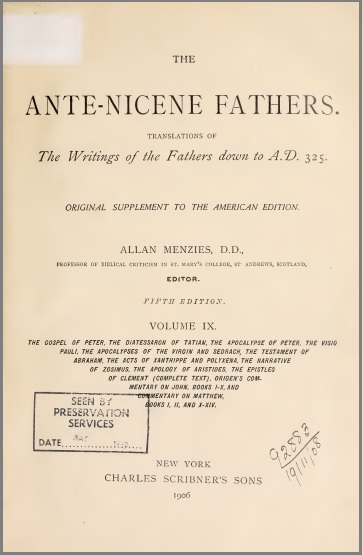 THE
ANTE-NICENE FATHERS.
TRANSLATIONS OF
The Writings of the Fathers down to A.D. 325.
ORIGINAL SUPPLEMENT TO THE AMERICAN EDITION.
ALLAN MENZIES, D.D.,
PROFESSOR OF BIBLICAL CRITICISM IN ST. MARY'S COLLEGE, ST ANDREWS, SCOTLAND,
EDITOR.
FIFTH EDITION.
VOLUME IX.
THE GOSPEL OF PETER, THE DIATESSARON OF TATIAN, THE APOCALYPSE OF PETER, THE VISIO
PAULI, THE APOCALYPSES OF THE VIRGIN AND SEDRACH, THE TESTAMENT OF
ABRAHAM, THE ACTS OF XANTHIPPE AND POLYXENA, THE NARRATIVE
OF ZOSIMUS, THE APOLOGY OF ARISTIDES, THE EPISTLES
OF CLEMENT (COMPLETE TEXT), ORIGEN'S COM-
MENTARY ON JOHN, BOOKS I-X, AND
COMMENTARY ON MATTHEW,
BOOKS I, II, AND X-XIV.
SEEN BY
PRESERVATION
SERVICES
DATE
92883
19/11/08
NEW YORK
CHARLES SCRIBNER'S SONS
1906